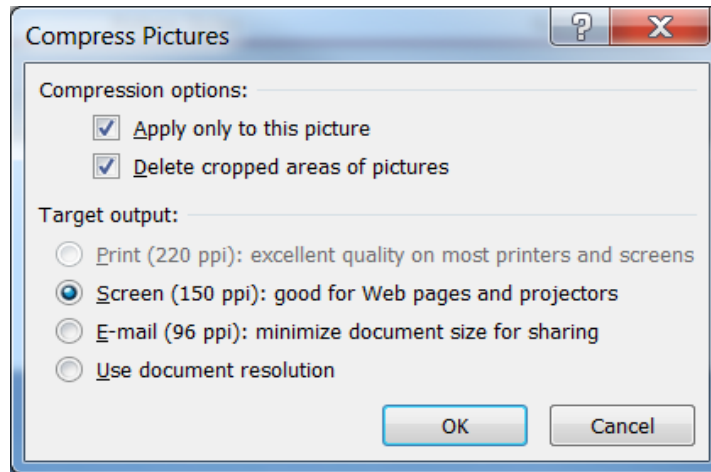 Compress Pictures
Compression options:
Apply only to this picture
Delete cropped areas of pictures
Target output:
Print (220 ppi): excellent quality on most printers and screens
Screen (150 ppi): good for Web pages and projectors
E-mail (96 ppi): minimize document size for sharing
Use document resolution
OK Cancel